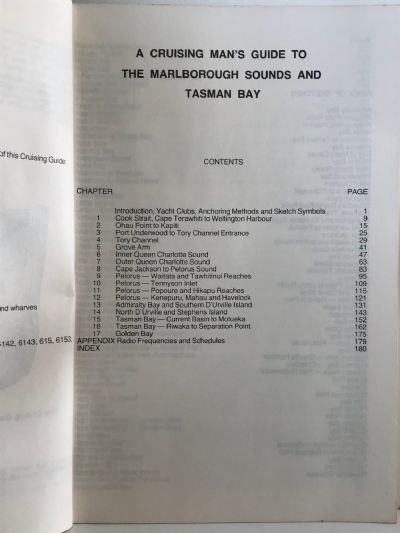 of this Cruising Guide
nd wharves
6142, 6143, 615, 6153,
A CRUISING MAN'S GUIDE TO
THE MARLBOROUGH SOUNDS AND
TASMAN BAY
CONTENTS
CHAPTER PAGE
Introduction, Yacht Clubs, Anchoring Methods and Sketch Symbols 1
1 Cook Strait, Cape Terawhiti to Wellington Harbour 9
2 Ohau Point to Kapiti 15
3 Port Underwood to Tory Channel Entrance 25
4 Tory Channel 29
5 Grove Arm 41
6 Inner Queen Charlotte Sound 47
7 Outer Queen Charlotte Sound 63
8 Cape Jackson to Pelorus Sound 83
9 Pelorus — Waitata and Tawhitinui Reaches 95
10 Pelorus — Tennyson Inlet 109
11 Pelorus — Popoure and Hikapu Reaches 115
12 Pelorus — Kenepuru, Mahau and Havelock 121
13 Admiralty Bay and Southern D'Urville Island 131
14 North D'Urville and Stephens Island 143
15 Tasman Bay — Current Basin to Motueka 152
16 Tasman Bay — Riwaka to Separation Point 162
17 Golden Bay 175
APPENDIX Radio Frequencies and Schedules 179
INDEX 180